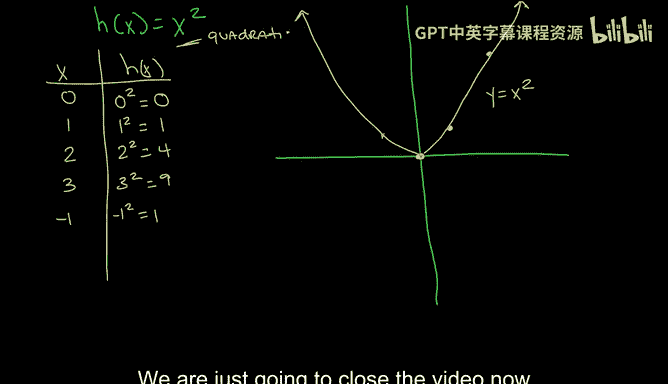 h(x) = x²
QUADRATI
GPT中英字幕课程资源 bilibili
x h(x)
0 0² = 0
1 1² = 1
2 2² = 4
3 3² = 9
-1 -1² = 1
y = x²
We are just going to close the video now